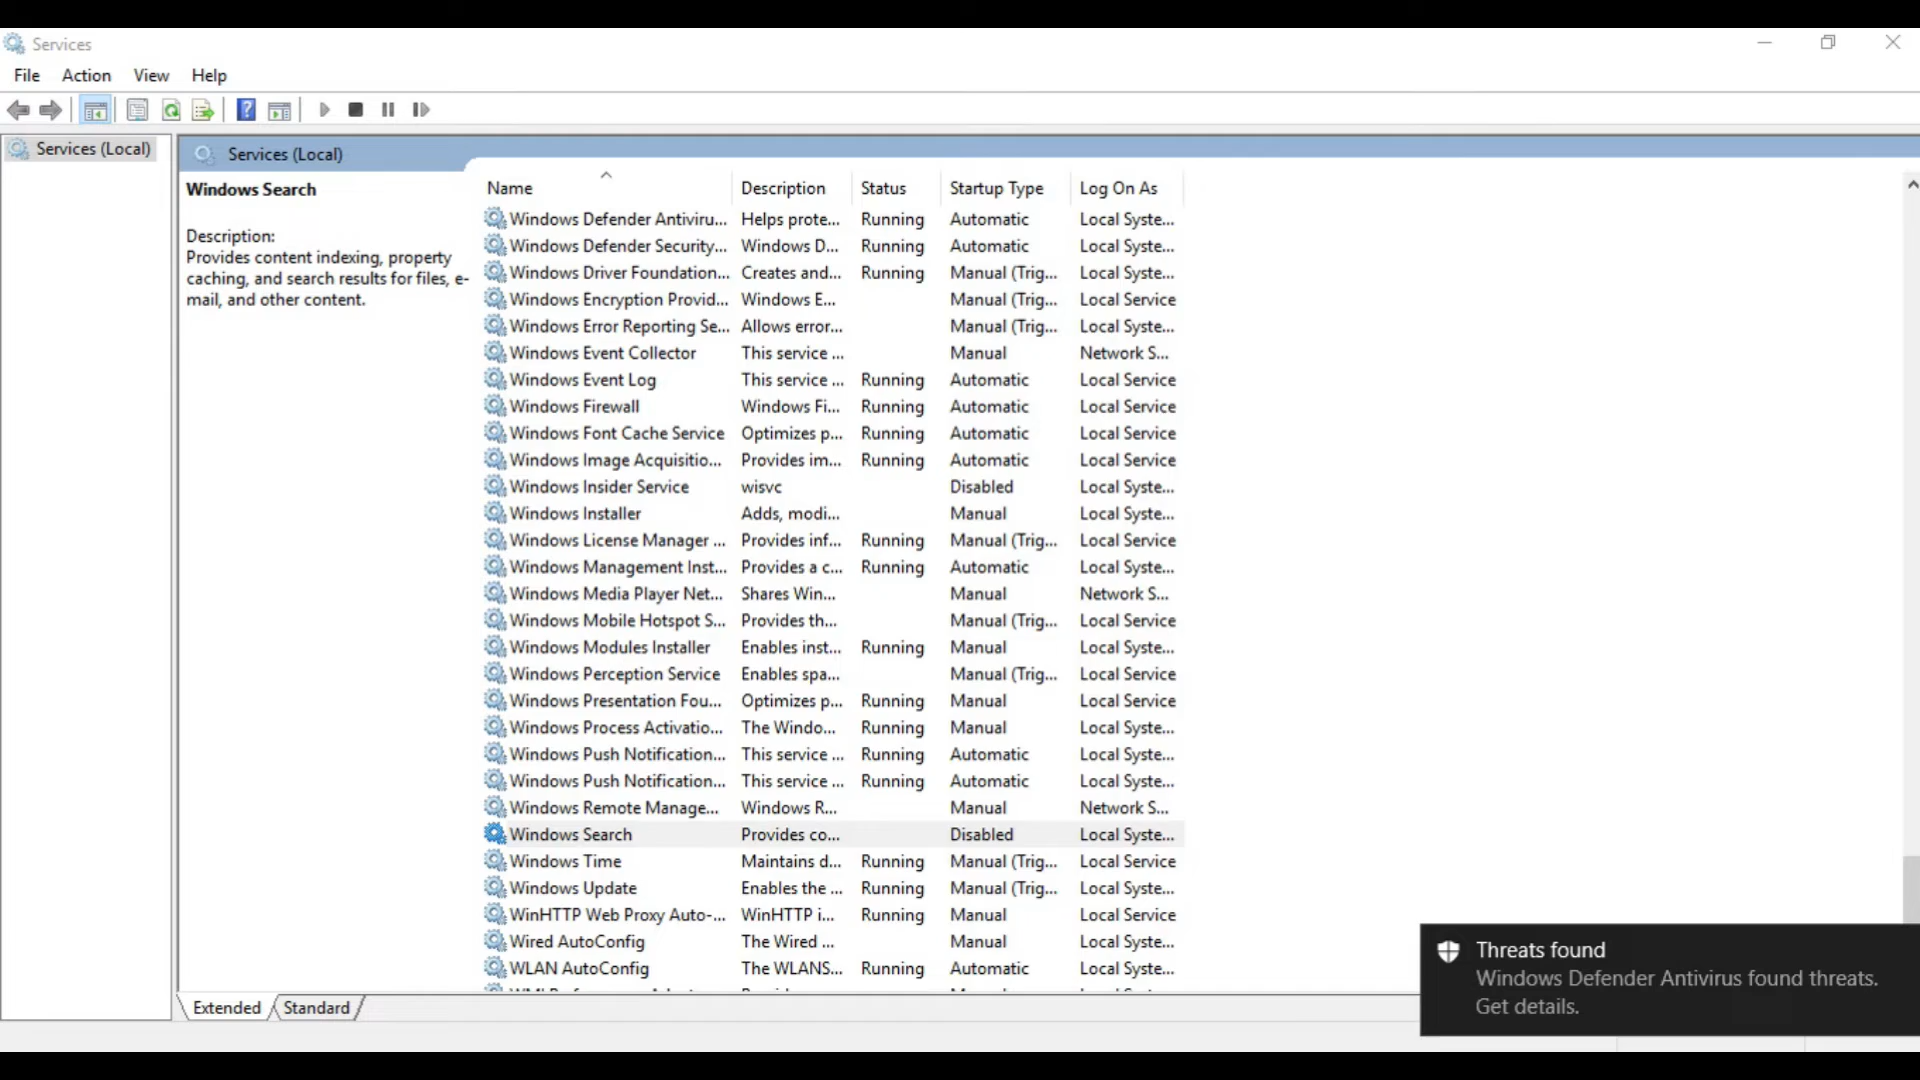 Services
File Action View Help
Services (Local)
Services (Local)
Windows Search
Description:
Provides content indexing, property
caching, and search results for files, e-
mail, and other content.
Name Description Status Startup Type Log On As
Windows Defender Antiviru... Helps prote... Running Automatic Local Syste...
Windows Defender Security... Windows D... Running Automatic Local Syste...
Windows Driver Foundation... Creates and... Running Manual (Trig... Local Syste...
Windows Encryption Provid... Windows E... Manual (Trig... Local Service
Windows Error Reporting Se... Allows error... Manual (Trig... Local Syste...
Windows Event Collector This service ... Manual Network S...
Windows Event Log This service ... Running Automatic Local Service
Windows Firewall Windows Fi... Running Automatic Local Service
Windows Font Cache Service Optimizes p... Running Automatic Local Service
Windows Image Acquisitio... Provides im... Running Automatic Local Service
Windows Insider Service wisvc Disabled Local Syste...
Windows Installer Adds, modi... Manual Local Syste...
Windows License Manager ... Provides inf... Running Manual (Trig... Local Service
Windows Management Inst... Provides a c... Running Automatic Local Syste...
Windows Media Player Net... Shares Win... Manual Network S...
Windows Mobile Hotspot S... Provides th... Manual (Trig... Local Service
Windows Modules Installer Enables inst... Running Manual Local Syste...
Windows Perception Service Enables spa... Manual (Trig... Local Service
Windows Presentation Fou... Optimizes p... Running Manual Local Service
Windows Process Activatio... The Windo... Running Manual Local Syste...
Windows Push Notification... This service ... Running Automatic Local Syste...
Windows Push Notification... This service ... Running Automatic Local Syste...
Windows Remote Manage... Windows R... Manual Network S...
Windows Search Provides co... Disabled Local Syste...
Windows Time Maintains d... Running Manual (Trig... Local Service
Windows Update Enables the ... Running Manual (Trig... Local Syste...
WinHTTP Web Proxy Auto-... WinHTTP i... Running Manual Local Service
Wired AutoConfig The Wired ... Manual Local Syste...
WLAN AutoConfig The WLANS... Running Automatic Local Syste...
Extended Standard
Threats found
Windows Defender Antivirus found threats.
Get details.